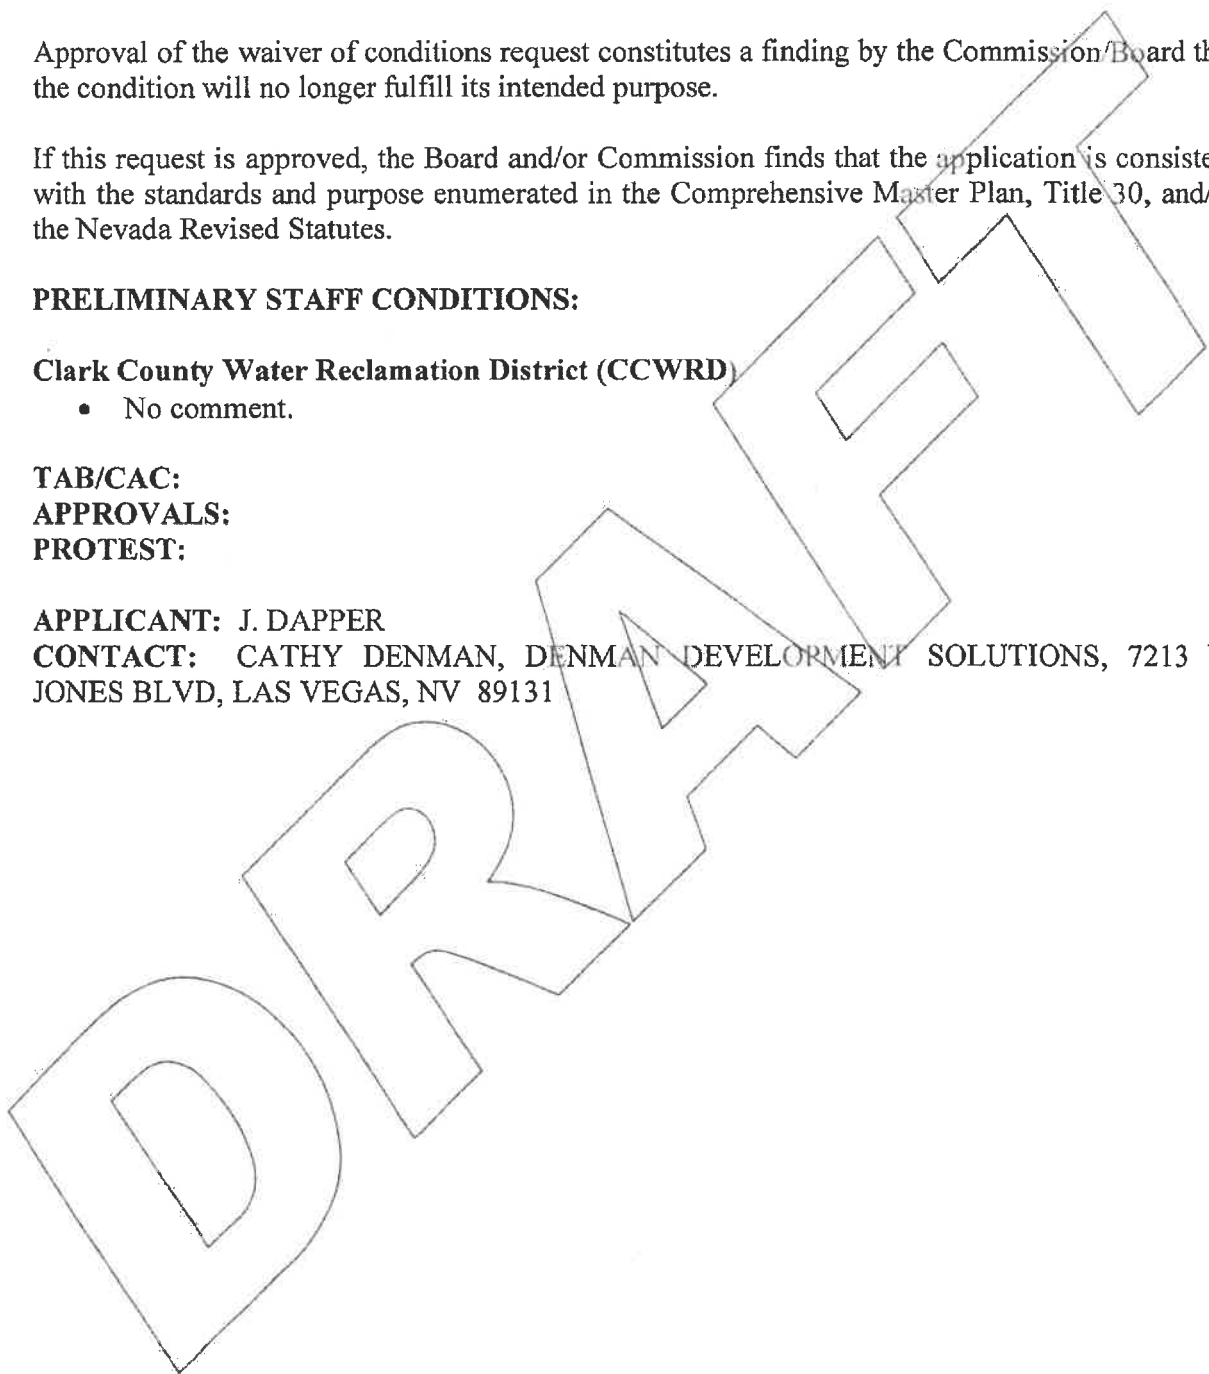 Approval of the waiver of conditions request constitutes a finding by the Commission/Board
the condition will no longer fulfill its intended purpose.
If this request is approved, the Board and/or Commission finds that the application is
with the standards and purpose enumerated in the Comprehensive Master Plan, Title 30,
the Nevada Revised Statutes.
PRELIMINARY STAFF CONDITIONS:
Clark County Water Reclamation District (CCWRD)
• No comment.
TAB/CAC:
APPROVALS:
PROTEST:
APPLICANT: J. DAPPER
CONTACT: CATHY DENMAN, DENMAN DEVELOPMENT SOLUTIONS, 7213
JONES BLVD, LAS VEGAS, NV 89131
DRAFT